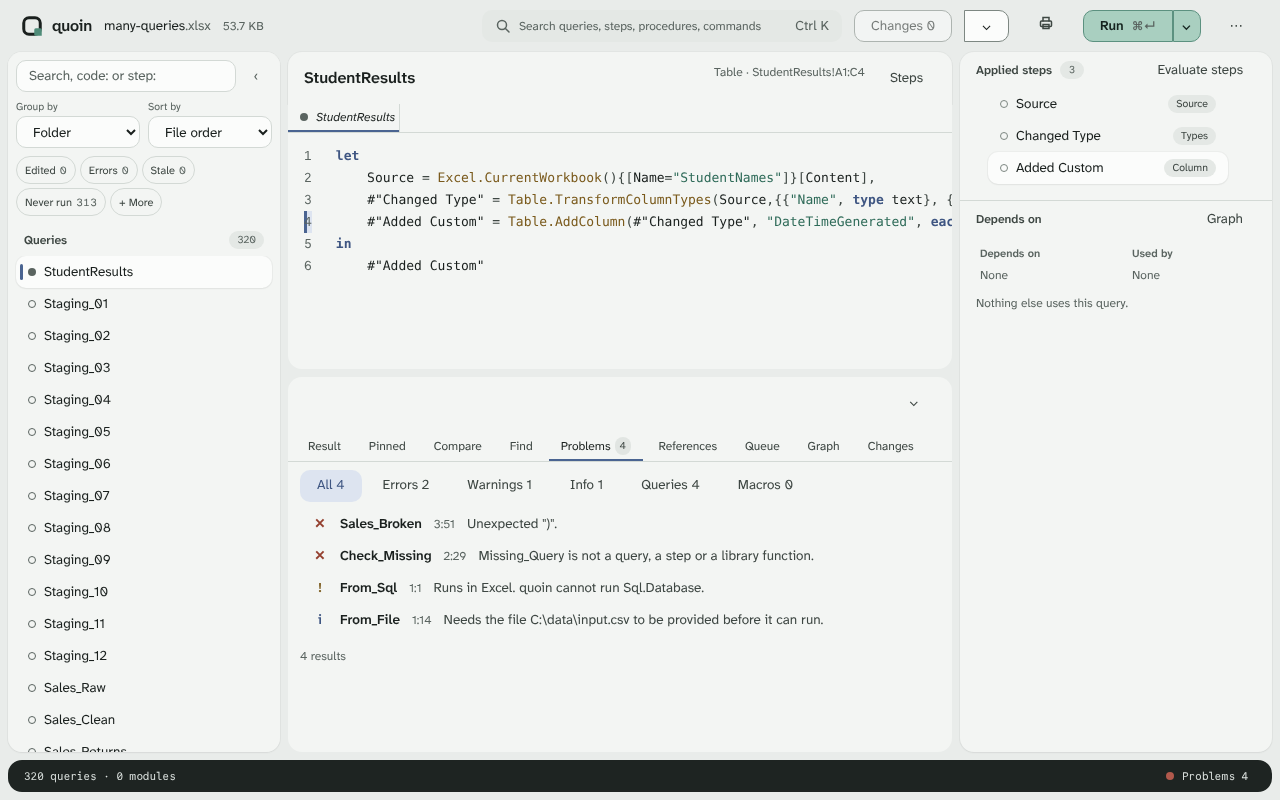 quoin many-queries.xlsx 53.7 KB Search queries, steps, procedures, commands Ctrl K Changes 0 Run ⌘↵ ···
Search, code: or step: ‹
Group by Sort by
Folder File order
Edited 0 Errors 0 Stale 0
Never run 313 + More
Queries 320
StudentResults
Staging_01
Staging_02
Staging_03
Staging_04
Staging_05
Staging_06
Staging_07
Staging_08
Staging_09
Staging_10
Staging_11
Staging_12
Sales_Raw
Sales_Clean
Sales_Returns
StudentResults Table · StudentResults!A1:C4 Steps
StudentResults
1 let
2 Source = Excel.CurrentWorkbook(){[Name="StudentNames"]}[Content],
3 #"Changed Type" = Table.TransformColumnTypes(Source,{{"Name", type text}, {
4 #"Added Custom" = Table.AddColumn(#"Changed Type", "DateTimeGenerated", eac
5 in
6 #"Added Custom"
Result Pinned Compare Find Problems 4 References Queue Graph Changes
All 4 Errors 2 Warnings 1 Info 1 Queries 4 Macros 0
✕ Sales_Broken 3:51 Unexpected ")".
✕ Check_Missing 2:29 Missing_Query is not a query, a step or a library function.
! From_Sql 1:1 Runs in Excel. quoin cannot run Sql.Database.
i From_File 1:14 Needs the file C:\data\input.csv to be provided before it can run.
4 results
Applied steps 3 Evaluate steps
Source Source
Changed Type Types
Added Custom Column
Depends on Graph
Depends on Used by
None None
Nothing else uses this query.
320 queries · 0 modules Problems 4